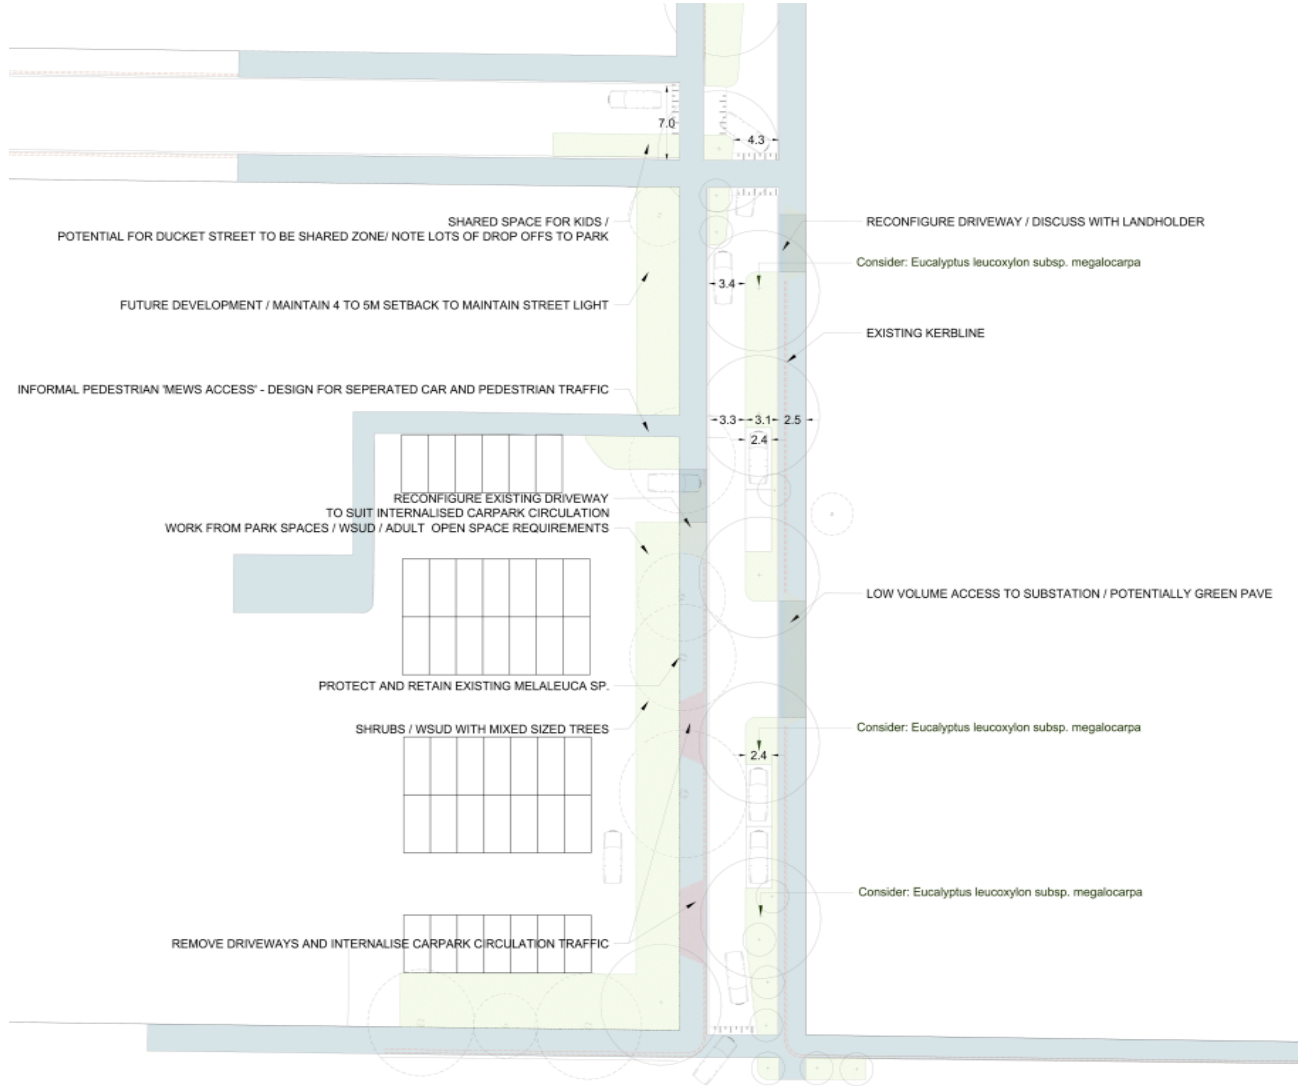 7.0
4.3
SHARED SPACE FOR KIDS /
POTENTIAL FOR DUCKET STREET TO BE SHARED ZONE/ NOTE LOTS OF DROP OFFS TO PARK
RECONFIGURE DRIVEWAY / DISCUSS WITH LANDHOLDER
Consider: Eucalyptus leucoxylon subsp. megalocarpa
3.4
FUTURE DEVELOPMENT / MAINTAIN 4 TO 5M SETBACK TO MAINTAIN STREET LIGHT
EXISTING KERBLINE
INFORMAL PEDESTRIAN 'MEWS ACCESS' - DESIGN FOR SEPERATED CAR AND PEDESTRIAN TRAFFIC
3.3 3.1 2.5
2.4
RECONFIGURE EXISTING DRIVEWAY
TO SUIT INTERNALISED CARPARK CIRCULATION
WORK FROM PARK SPACES / WSUD / ADULT OPEN SPACE REQUIREMENTS
LOW VOLUME ACCESS TO SUBSTATION / POTENTIALLY GREEN PAVE
PROTECT AND RETAIN EXISTING MELALEUCA SP.
SHRUBS / WSUD WITH MIXED SIZED TREES
Consider: Eucalyptus leucoxylon subsp. megalocarpa
2.4
Consider: Eucalyptus leucoxylon subsp. megalocarpa
REMOVE DRIVEWAYS AND INTERNALISE CARPARK CIRCULATION TRAFFIC